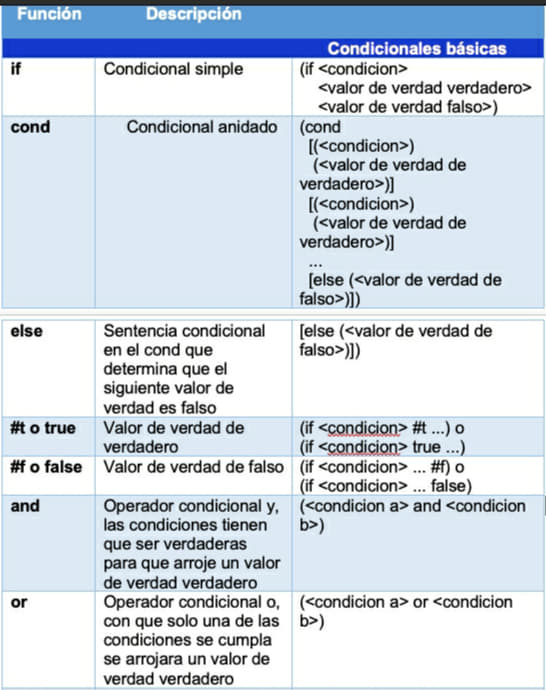 Función Descripción
Condicionales básicas
if Condicional simple (if <condicion>
<valor de verdad verdadero>
<valor de verdad falso>)
cond Condicional anidado (cond
[(<condicion>)
(<valor de verdad de
verdadero>)]
[(<condicion>)
(<valor de verdad de
verdadero>)]
...
[else (<valor de verdad de
falso>)])
else Sentencia condicional [else (<valor de verdad de
en el cond que falso>)])
determina que el
siguiente valor de
verdad es falso
#t o true Valor de verdad de (if <condicion> #t ...) o
verdadero (if <condicion> true ...)
#f o false Valor de verdad de falso (if <condicion> ... #f) o
(if <condicion> ... false)
and Operador condicional y, (<condicion a> and <condicion
las condiciones tienen b>)
que ser verdaderas
para que arroje un valor
de verdad verdadero
or Operador condicional o, (<condicion a> or <condicion
con que solo una de las b>)
condiciones se cumpla
se arrojara un valor de
verdad verdadero